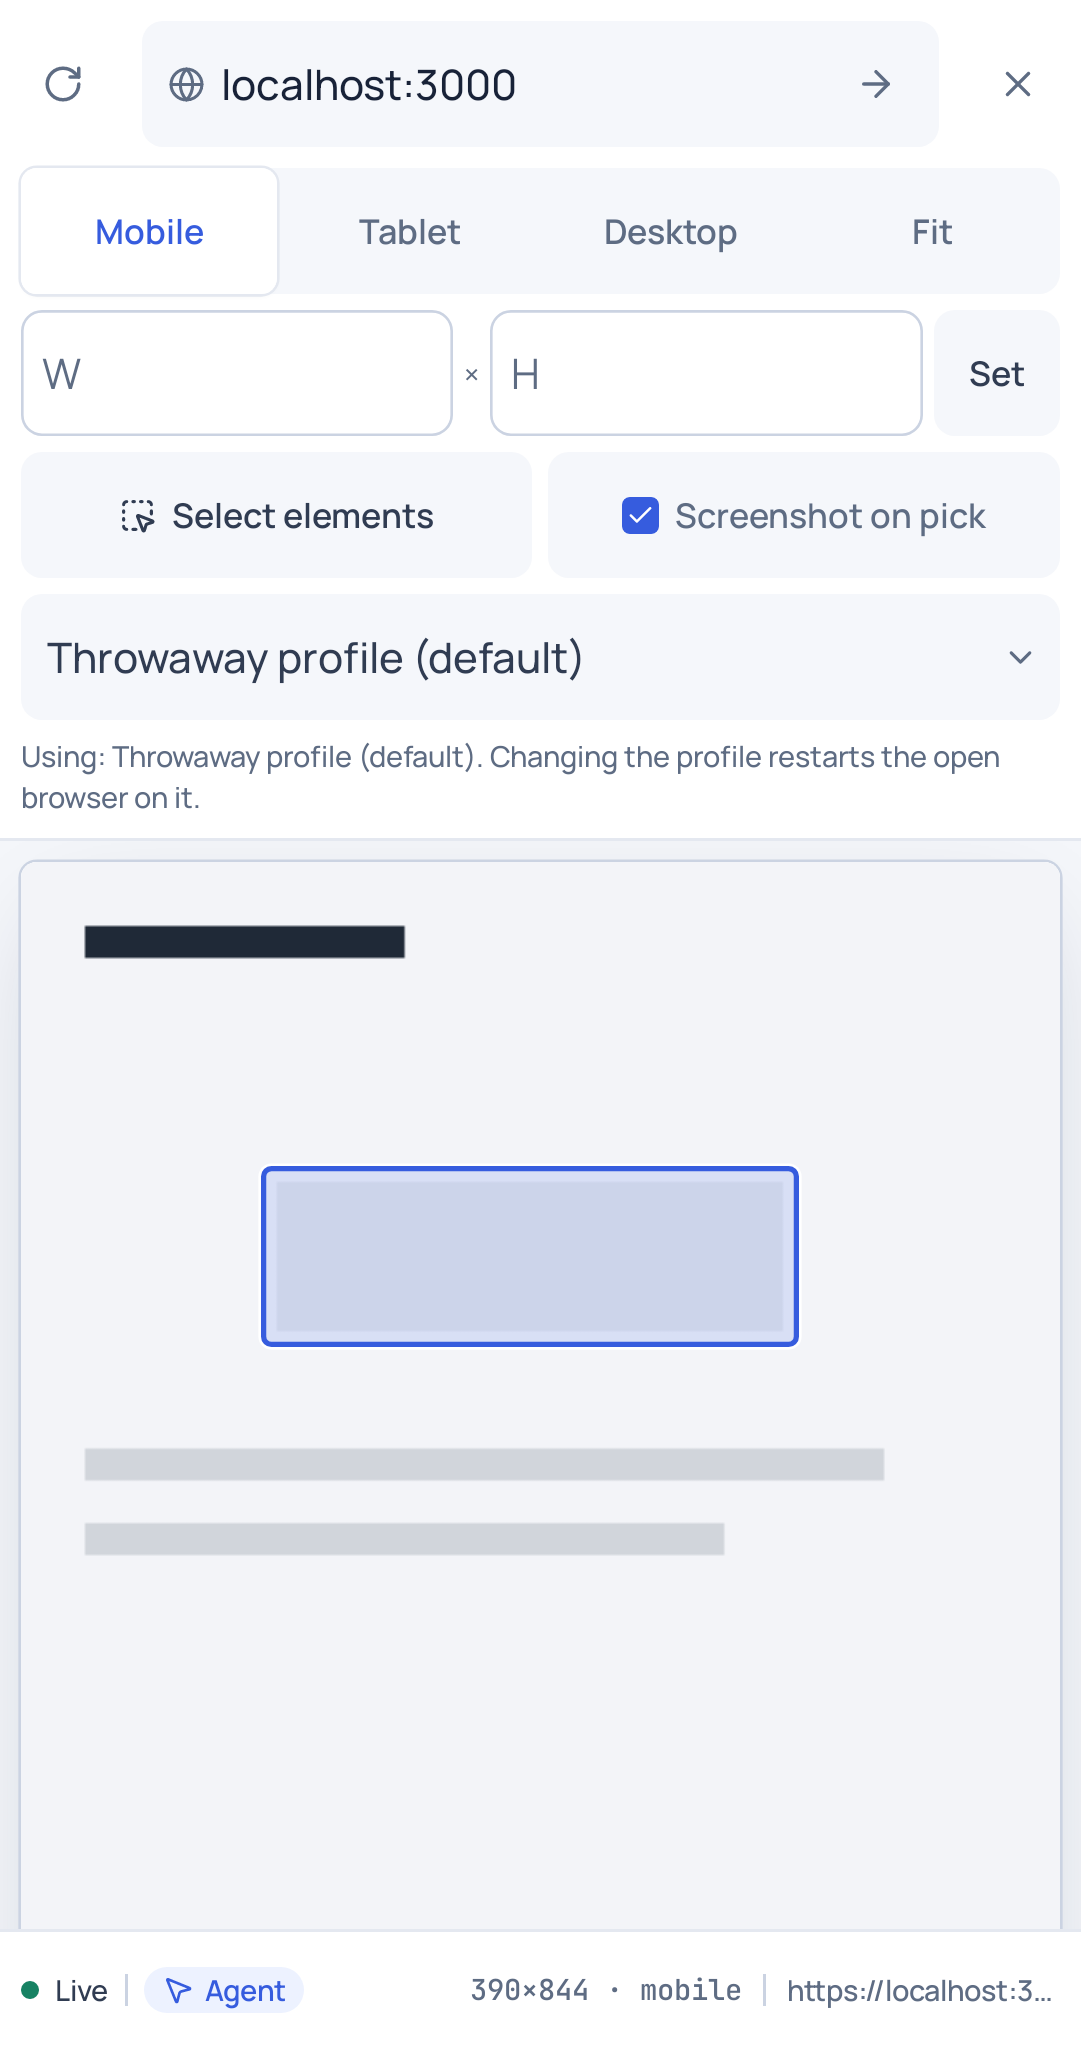 localhost:3000
Mobile Tablet Desktop Fit
W × H Set
Select elements Screenshot on pick
Throwaway profile (default)
Using: Throwaway profile (default). Changing the profile restarts the open
browser on it.
Live Agent 390×844 · mobile https://localhost:3…